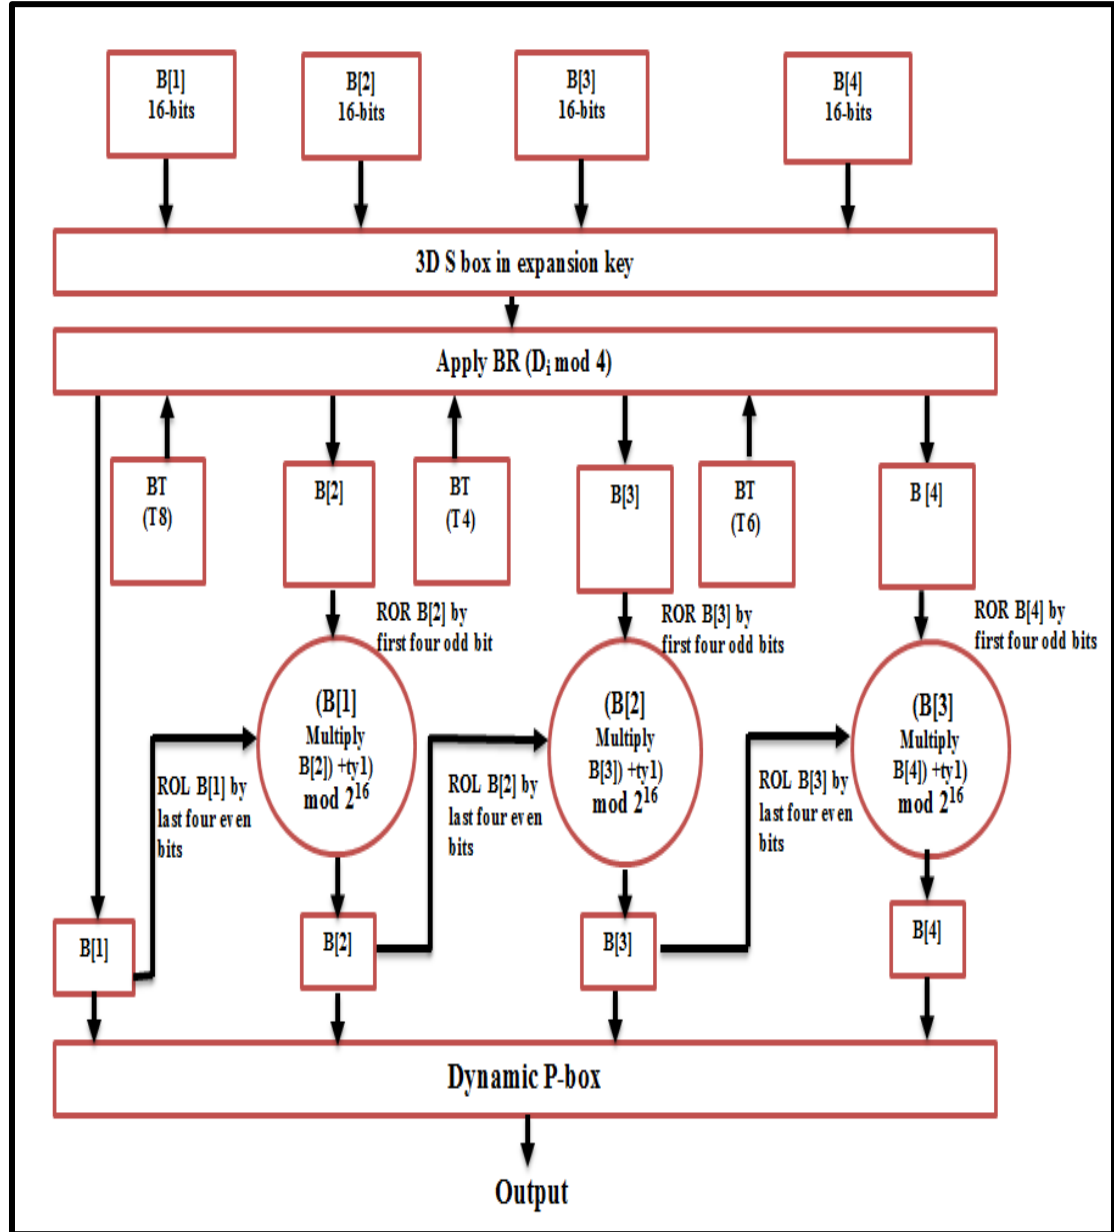 B[1]
16-bits
B[2]
16-bits
B[3]
16-bits
B[4]
16-bits
3D S box in expansion key
Apply BR (Dᵢ mod 4)
BT
(T8)
B[2]
BT
(T4)
B[3]
BT
(T6)
B [4]
ROR B[2] by
first four odd bit
ROR B[3] by
first four odd bits
ROR B[4] by
first four odd bits
(B[1]
Multiply
B[2]) +ty1)
mod 2¹⁶
(B[2]
Multiply
B[3]) +ty1)
mod 2¹⁶
(B[3]
Multiply
B[4]) +ty1)
mod 2¹⁶
ROL B[1] by
last four even
bits
ROL B[2] by
last four even
bits
ROL B[3] by
last four even
bits
B[1]
B[2]
B[3]
B[4]
Dynamic P-box
Output